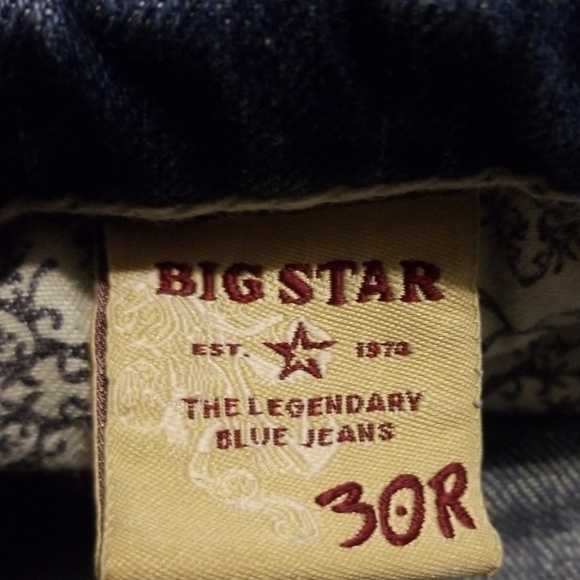 BIG STAR
EST. 1974
THE LEGENDARY
BLUE JEANS
30R